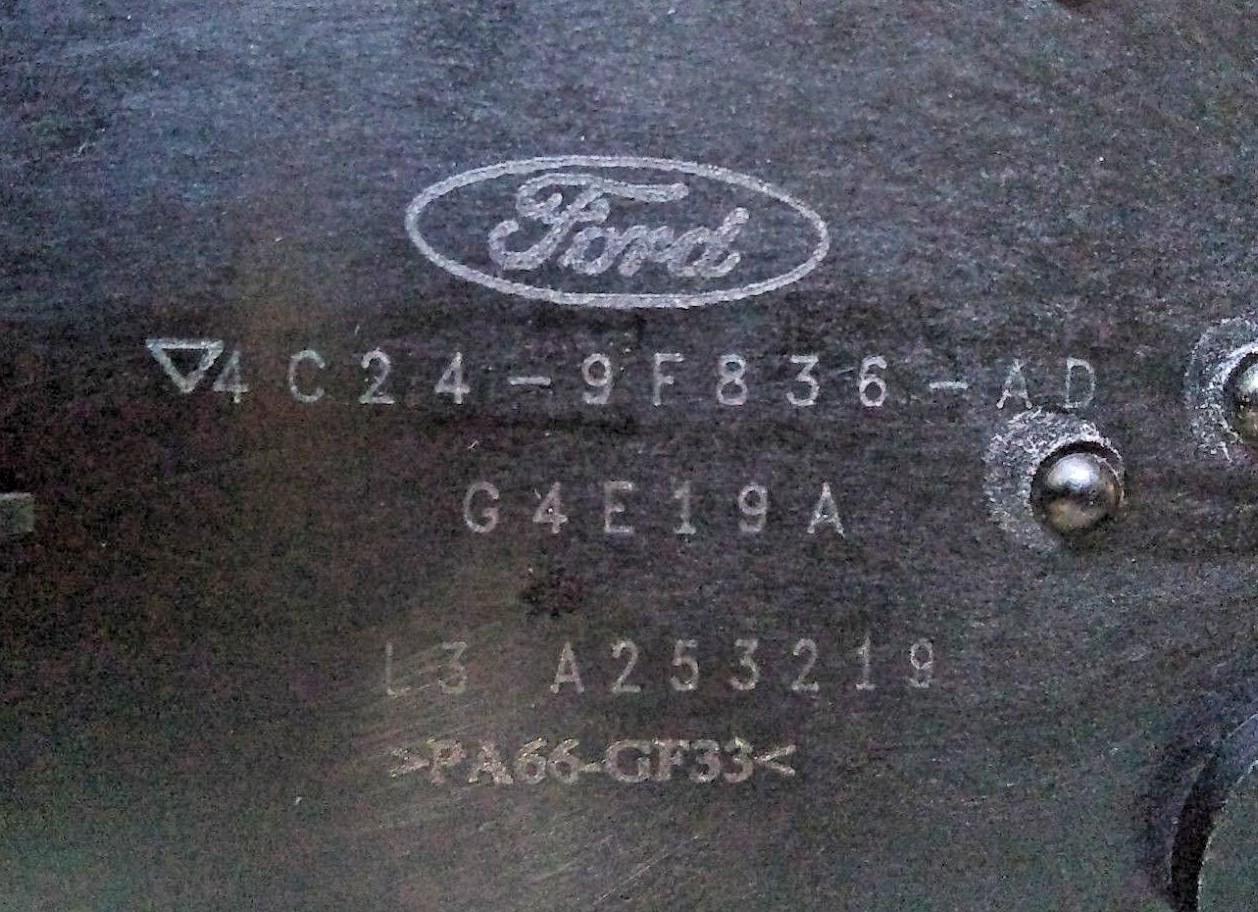 Ford
4C24-9F836-AD
G4E19A
L3 A253219
>PA66-GF33<